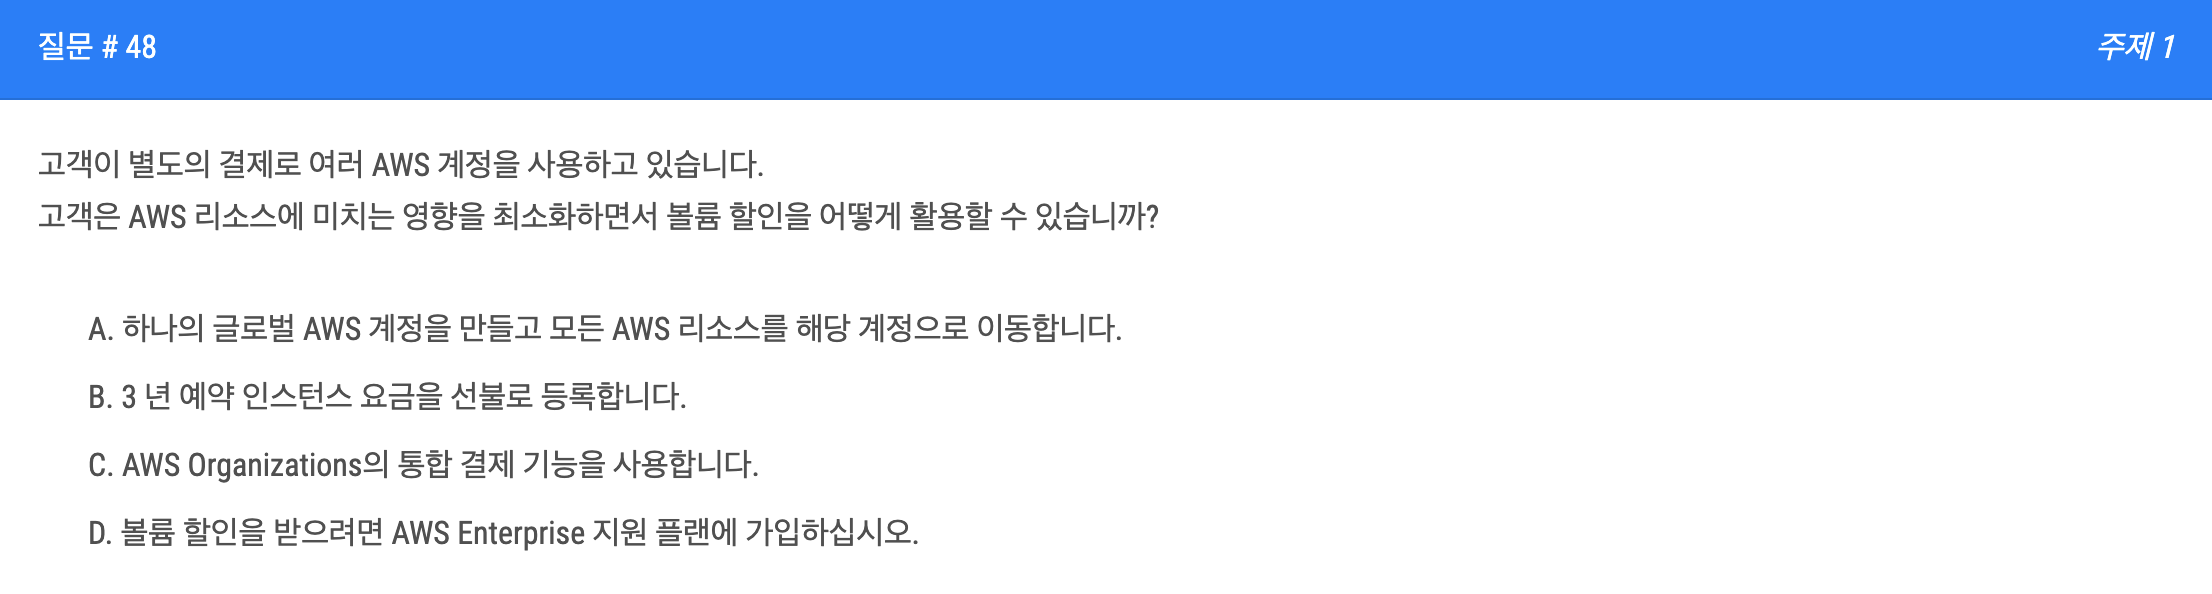 질문 # 48
주제 1
고객이 별도의 결제로 여러 AWS 계정을 사용하고 있습니다.
고객은 AWS 리소스에 미치는 영향을 최소화하면서 볼륨 할인을 어떻게 활용할 수 있습니까?
A. 하나의 글로벌 AWS 계정을 만들고 모든 AWS 리소스를 해당 계정으로 이동합니다.
B. 3 년 예약 인스턴스 요금을 선불로 등록합니다.
C. AWS Organizations의 통합 결제 기능을 사용합니다.
D. 볼륨 할인을 받으려면 AWS Enterprise 지원 플랜에 가입하십시오.